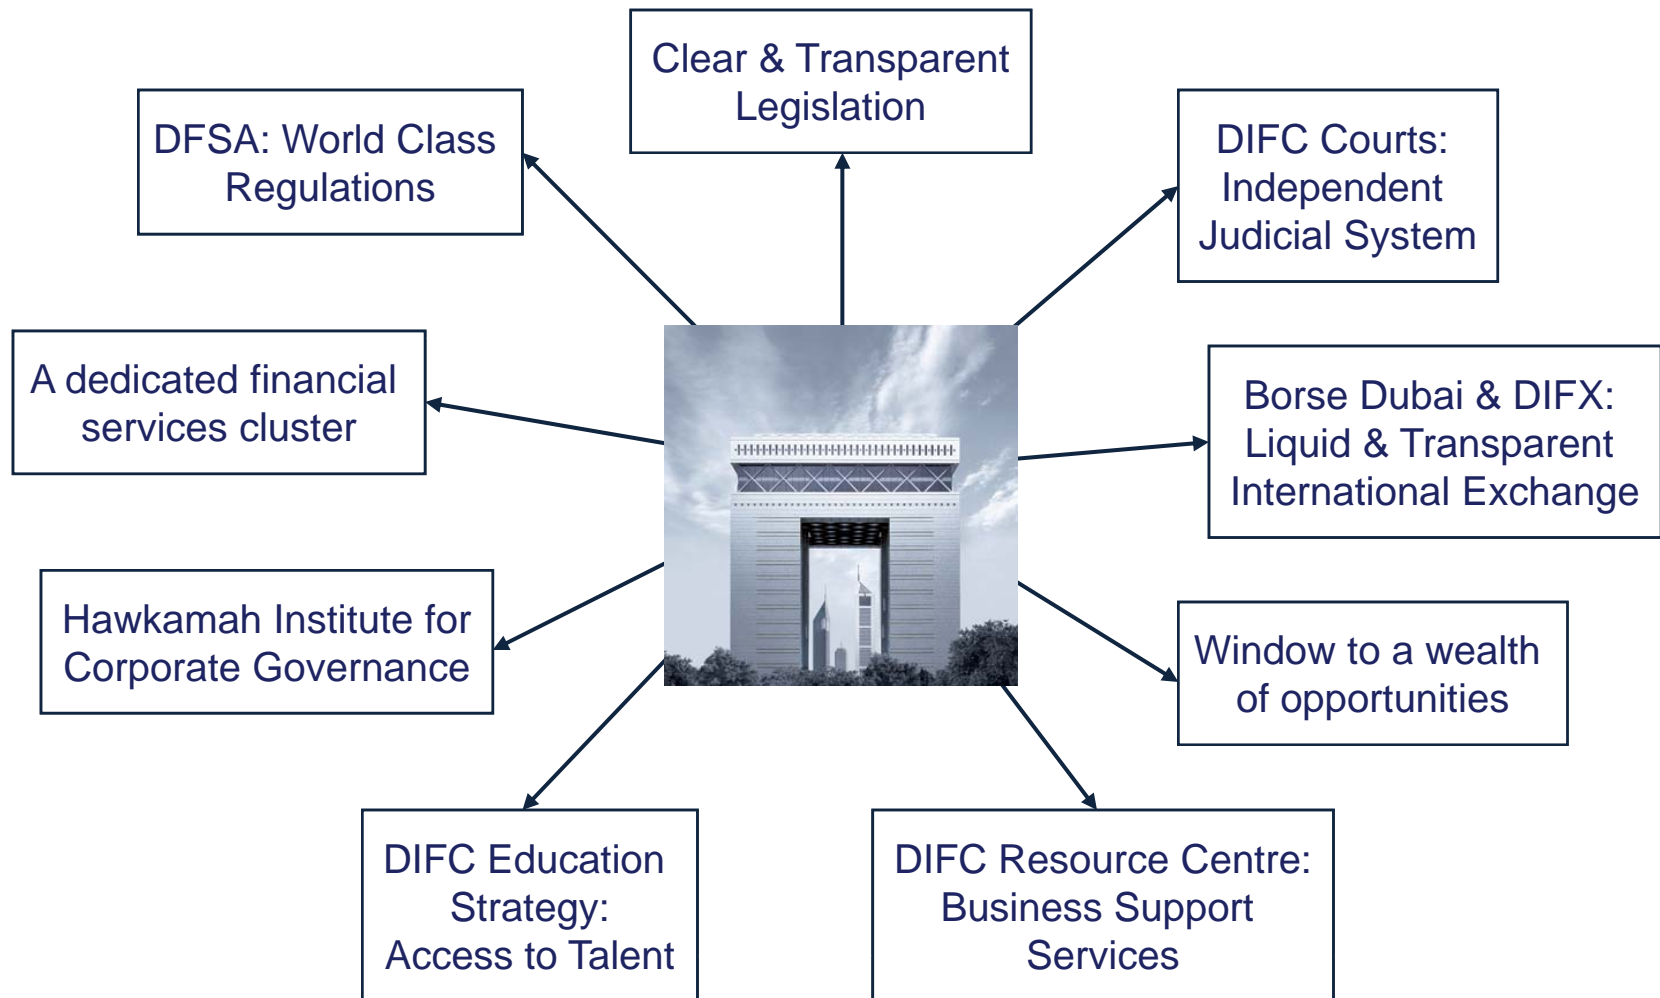 Clear & Transparent
Legislation
DFSA: World Class
Regulations
DIFC Courts:
Independent
Judicial System
A dedicated financial
services cluster
Borse Dubai & DIFX:
Liquid & Transparent
International Exchange
Hawkamah Institute for
Corporate Governance
Window to a wealth
of opportunities
DIFC Education
Strategy:
Access to Talent
DIFC Resource Centre:
Business Support
Services